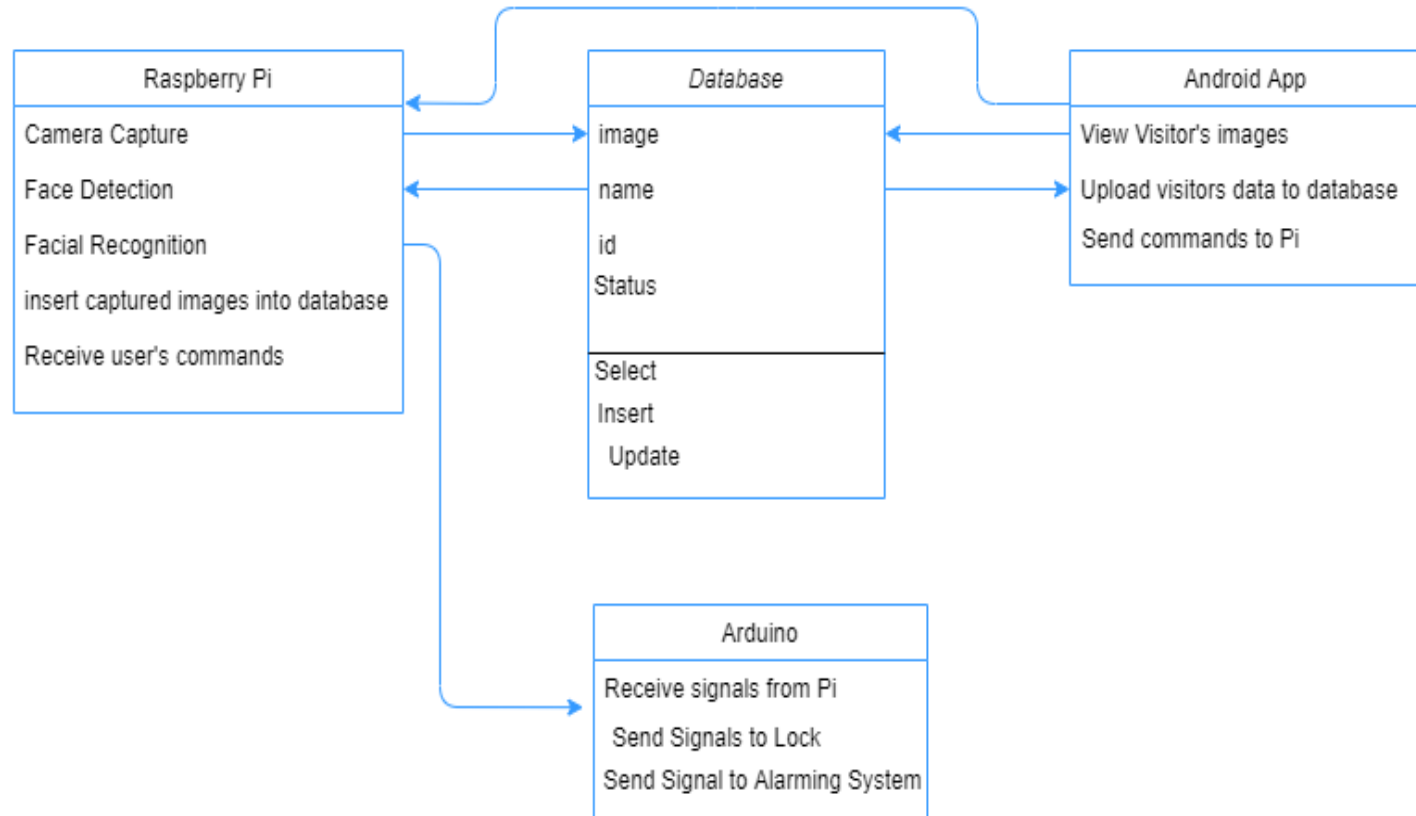 Raspberry Pi
Camera Capture
Face Detection
Facial Recognition
insert captured images into database
Receive user's commands
Database
image
name
id
Status
Select
Insert
Update
Android App
View Visitor's images
Upload visitors data to database
Send commands to Pi
Arduino
Receive signals from Pi
Send Signals to Lock
Send Signal to Alarming System